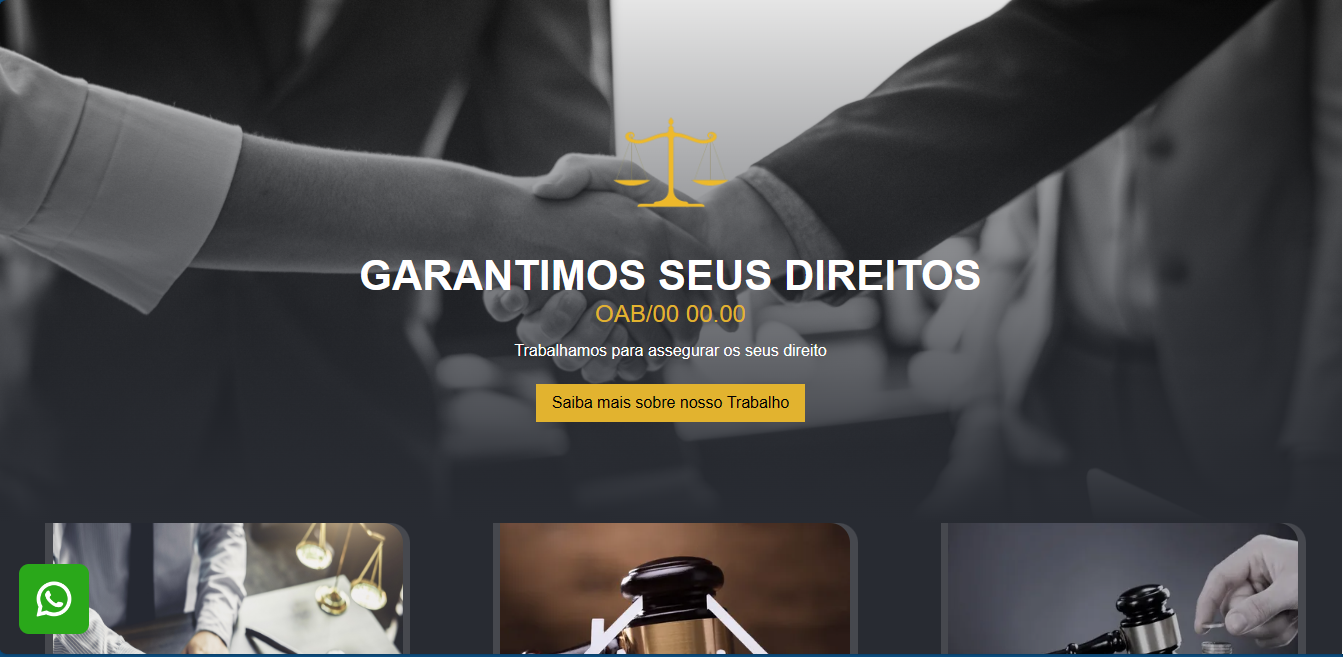 GARANTIMOS SEUS DIREITOS
OAB/00 00.00
Trabalhamos para assegurar os seus direito
Saiba mais sobre nosso Trabalho